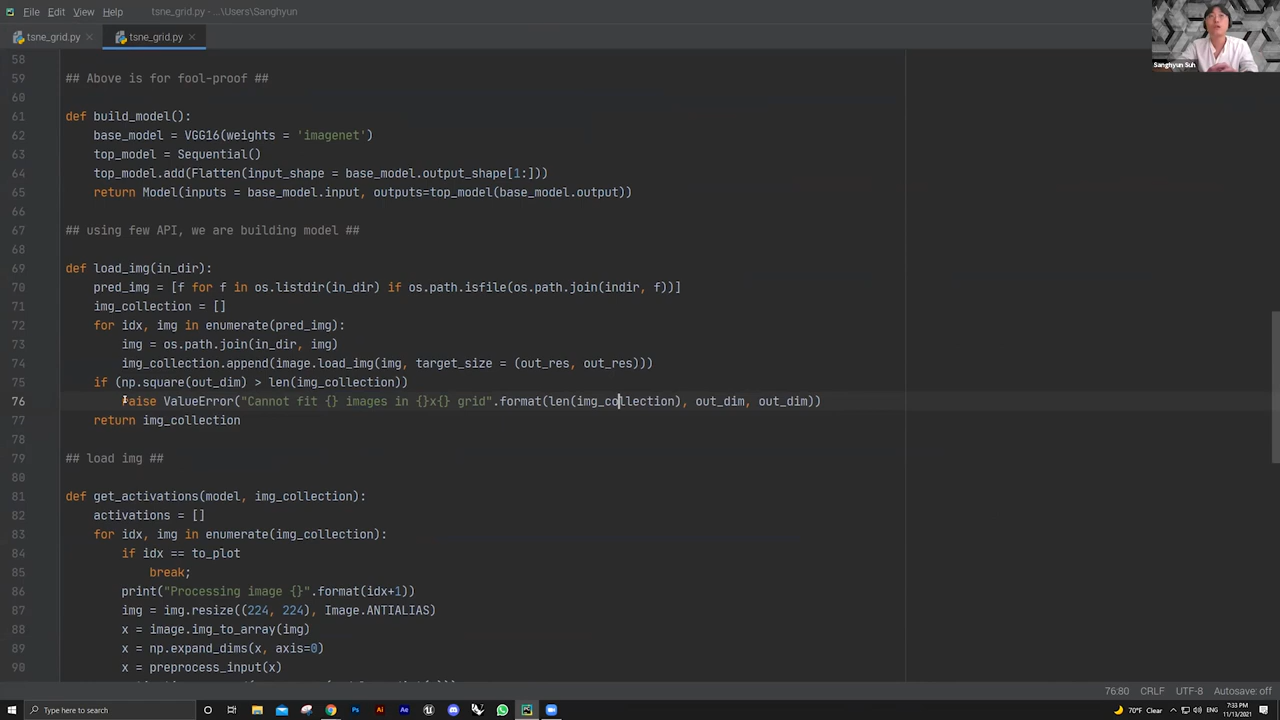 File Edit View Help tsne_grid.py - ...\Users\Sanghyun
tsne_grid.py × tsne_grid.py ×
Sanghyun Suh
58
59 ## Above is for fool-proof ##
60
61 def build_model():
62 base_model = VGG16(weights = 'imagenet')
63 top_model = Sequential()
64 top_model.add(Flatten(input_shape = base_model.output_shape[1:]))
65 return Model(inputs = base_model.input, outputs=top_model(base_model.output))
66
67 ## using few API, we are building model ##
68
69 def load_img(in_dir):
70 pred_img = [f for f in os.listdir(in_dir) if os.path.isfile(os.path.join(indir, f))]
71 img_collection = []
72 for idx, img in enumerate(pred_img):
73 img = os.path.join(in_dir, img)
74 img_collection.append(image.load_img(img, target_size = (out_res, out_res)))
75 if (np.square(out_dim) > len(img_collection))
76 raise ValueError("Cannot fit {} images in {}x{} grid".format(len(img_collection), out_dim, out_dim))
77 return img_collection
78
79 ## load img ##
80
81 def get_activations(model, img_collection):
82 activations = []
83 for idx, img in enumerate(img_collection):
84 if idx == to_plot
85 break;
86 print("Processing image {}".format(idx+1))
87 img = img.resize((224, 224), Image.ANTIALIAS)
88 x = image.img_to_array(img)
89 x = np.expand_dims(x, axis=0)
90 x = preprocess_input(x)
76:80 CRLF UTF-8 Autosave: off
Type here to search
70°F Clear ENG 7:33 PM 11/13/2021